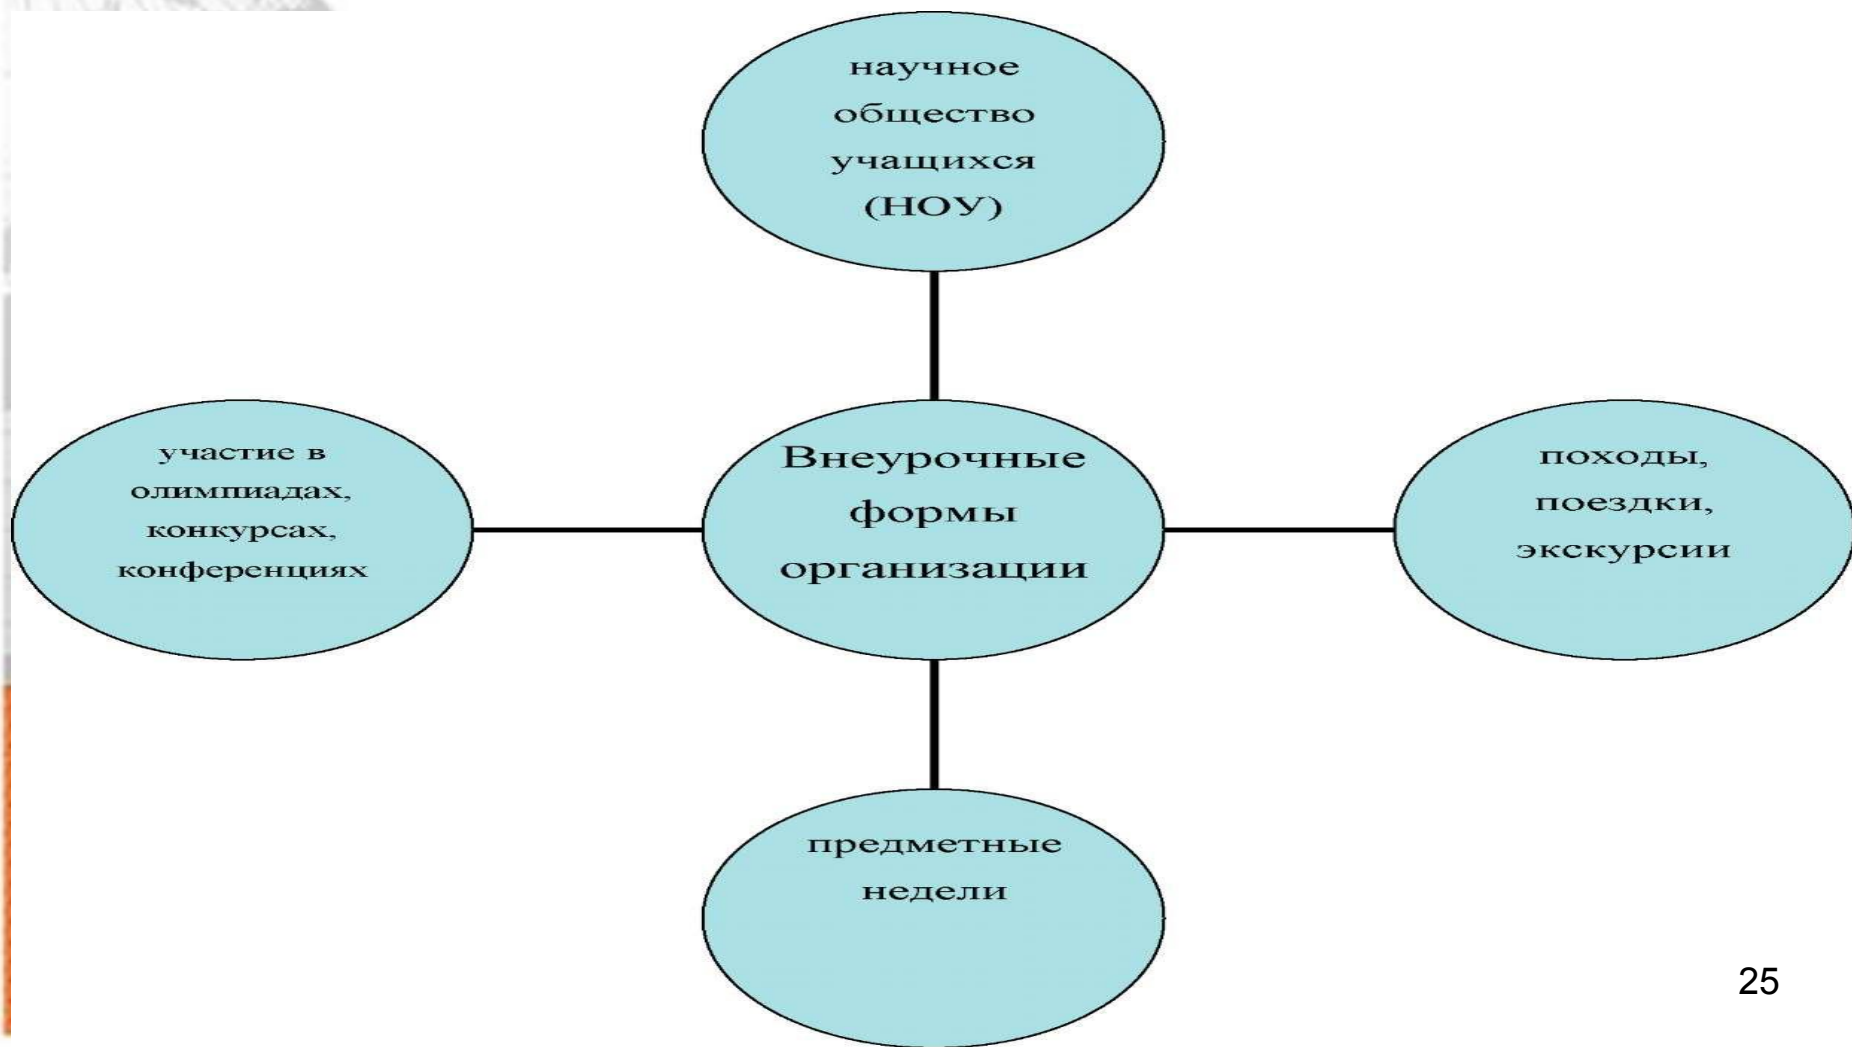 научное
общество
учащихся
(НОУ)
участие в
олимпиадах,
конкурсах,
конференциях
Внеурочные
формы
организации
походы,
поездки,
экскурсии
предметные
недели
25